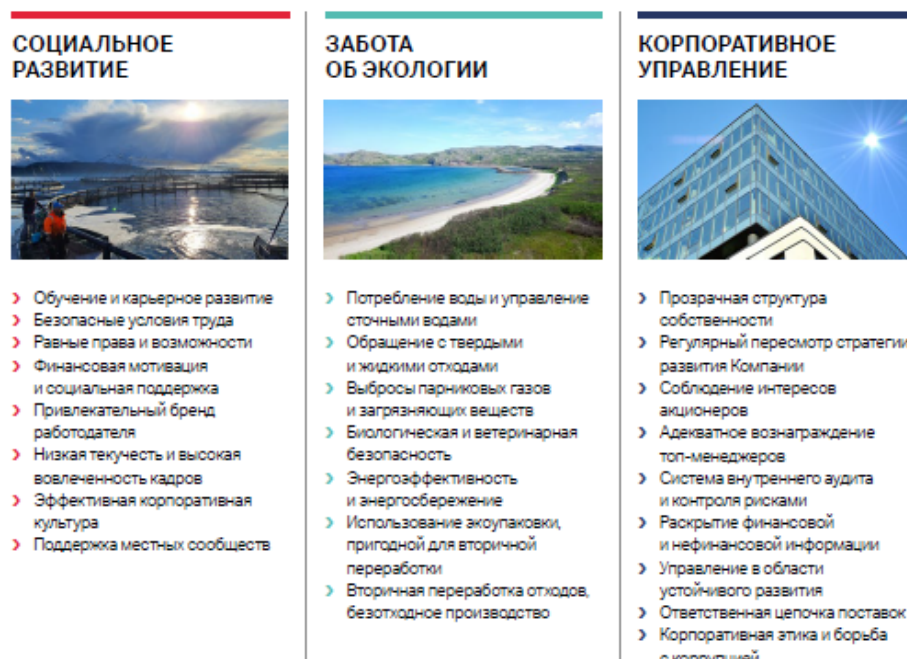 СОЦИАЛЬНОЕ
РАЗВИТИЕ
Обучение и карьерное развитие
Безопасные условия труда
Равные права и возможности
Финансовая мотивация
и социальная поддержка
Привлекательный бренд
работодателя
Низкая текучесть и высокая
вовлеченность кадров
Эффективная корпоративная
культура
Поддержка местных сообществ
ЗАБОТА
ОБ ЭКОЛОГИИ
Потребление воды и управление
сточными водами
Обращение с твердыми
и жидкими отходами
Выбросы парниковых газов
и загрязняющих веществ
Биологическая и ветеринарная
безопасность
Энергоэффективность
и энергосбережение
Использование экоупаковки,
пригодной для вторичной
переработки
Вторичная переработка отходов,
безотходное производство
КОРПОРАТИВНОЕ
УПРАВЛЕНИЕ
Прозрачная структура
собственности
Регулярный пересмотр стратегии
развития Компании
Соблюдение интересов
акционеров
Адекватное вознаграждение
топ-менеджеров
Система внутреннего аудита
и контроля рисками
Раскрытие финансовой
и нефинансовой информации
Управление в области
устойчивого развития
Ответственная цепочка поставок
Корпоративная этика и борьба
с коррупцией